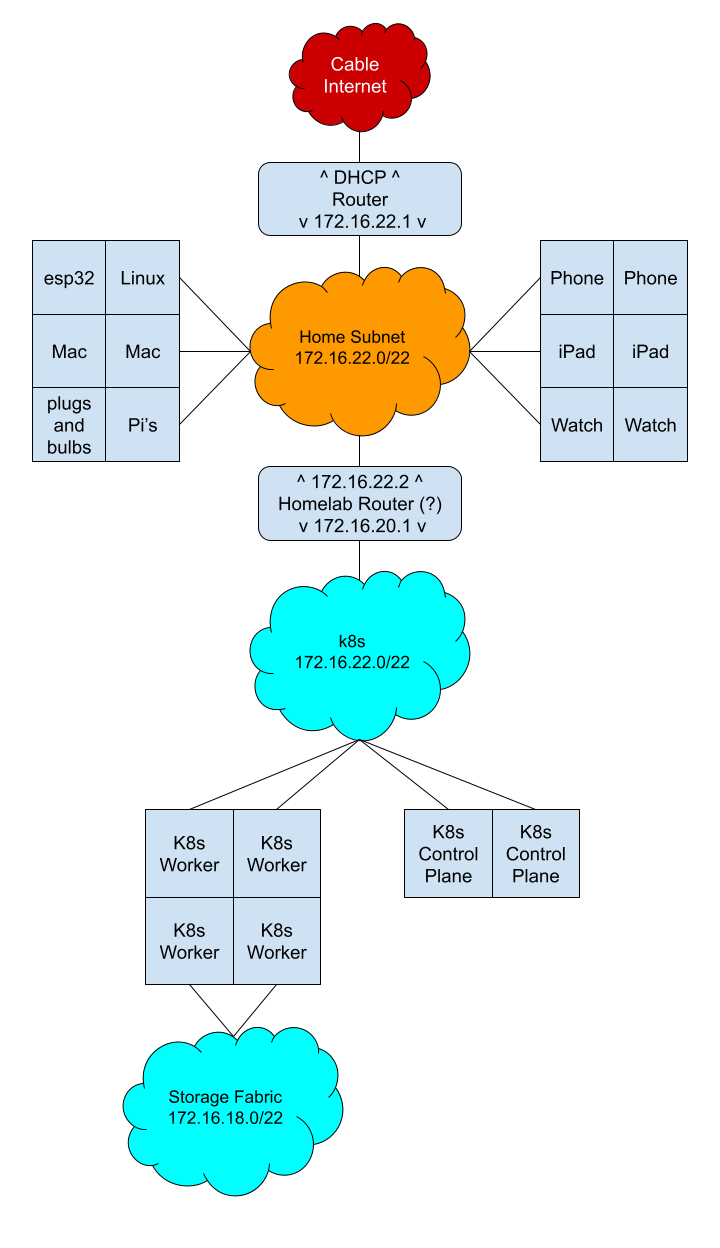 Cable
Internet
^ DHCP ^
Router
v 172.16.22.1 v
esp32
Linux
Mac
Mac
plugs
and
bulbs
Pi's
Home Subnet
172.16.22.0/22
Phone
Phone
iPad
iPad
Watch
Watch
^ 172.16.22.2 ^
Homelab Router (?)
v 172.16.20.1 v
k8s
172.16.22.0/22
K8s
Worker
K8s
Worker
K8s
Worker
K8s
Worker
K8s
Control
Plane
K8s
Control
Plane
Storage Fabric
172.16.18.0/22